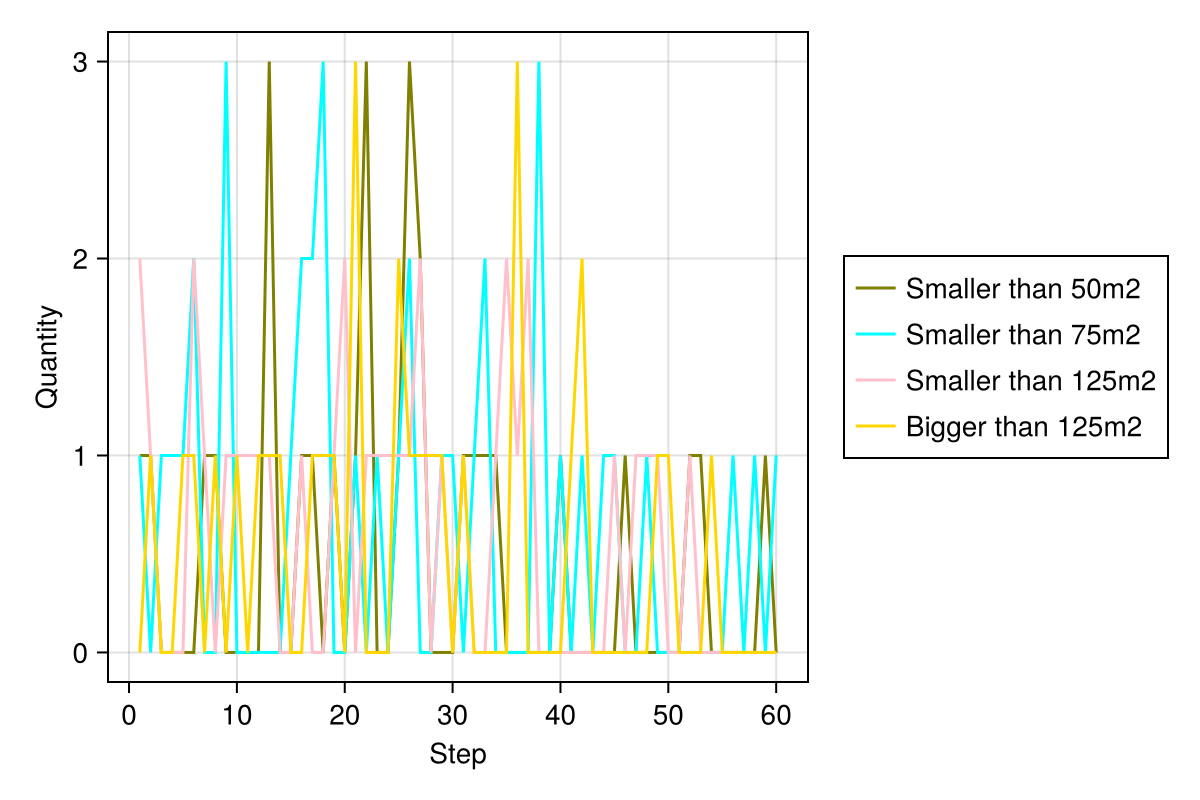 3
2
1
0
Quantity
0 10 20 30 40 50 60
Step
Smaller than 50m2
Smaller than 75m2
Smaller than 125m2
Bigger than 125m2